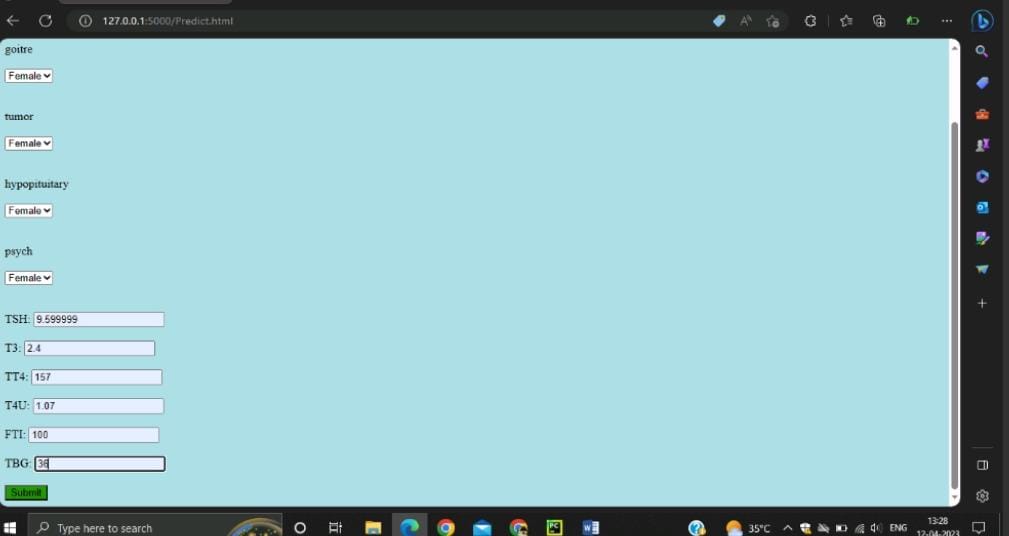 127.0.0.1:5000/Predict.html
goitre
Female
tumor
Female
hypopituitary
Female
psych
Female
TSH: 9.599999
T3: 2.4
TT4: 157
T4U: 1.07
FTI: 100
TBG: 36
Submit
Type here to search
35°C
ENG
13:28
12-04-2023